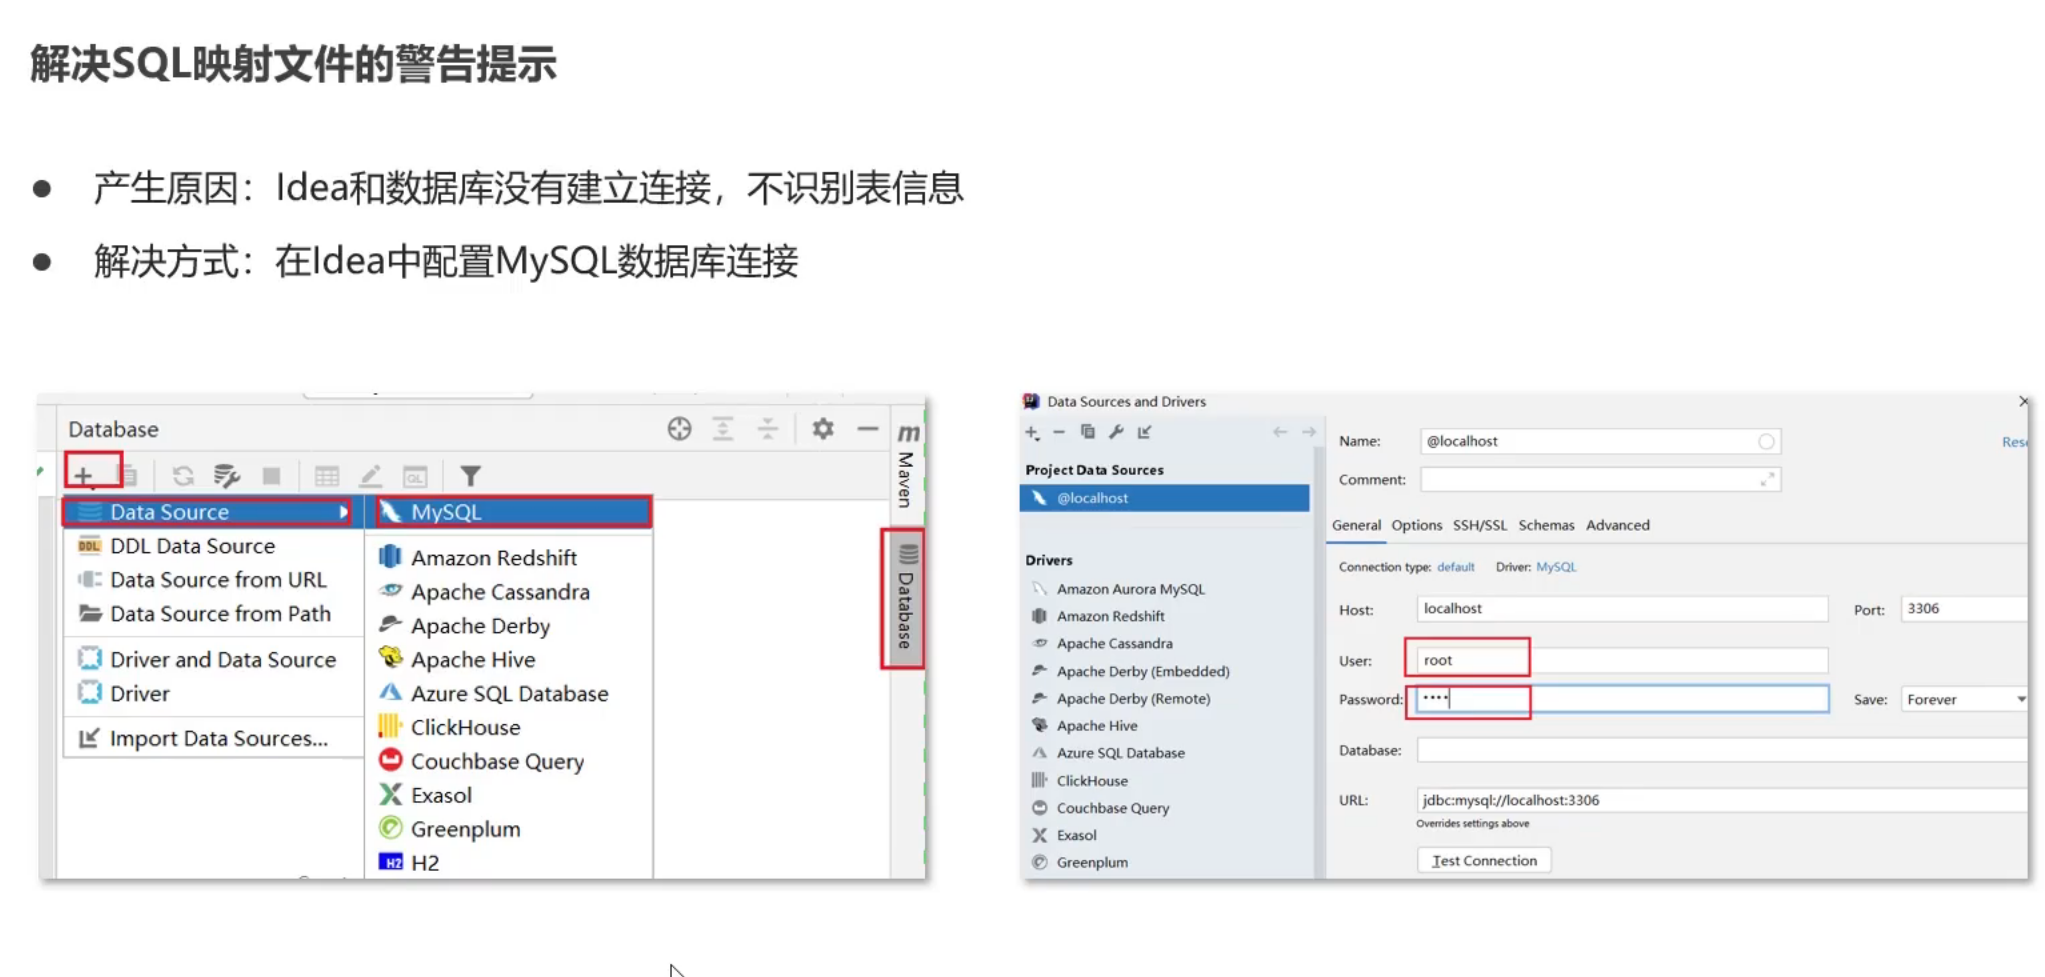 解决SQL映射文件的警告提示
● 产生原因：Idea和数据库没有建立连接，不识别表信息
● 解决方式：在Idea中配置MySQL数据库连接
Database
Data Source
DDL Data Source
Data Source from URL
Data Source from Path
Driver and Data Source
Driver
Import Data Sources...
MySQL
Amazon Redshift
Apache Cassandra
Apache Derby
Apache Hive
Azure SQL Database
ClickHouse
Couchbase Query
Exasol
Greenplum
H2
m
Maven
Database
Data Sources and Drivers
Project Data Sources
@localhost
Drivers
Amazon Aurora MySQL
Amazon Redshift
Apache Cassandra
Apache Derby (Embedded)
Apache Derby (Remote)
Apache Hive
Azure SQL Database
ClickHouse
Couchbase Query
Exasol
Greenplum
Name: @localhost
Comment:
General Options SSH/SSL Schemas Advanced
Connection type: default Driver: MySQL
Host: localhost Port: 3306
User: root
Password: •••• Save: Forever
Database:
URL: jdbc:mysql://localhost:3306
Overrides settings above
Test Connection